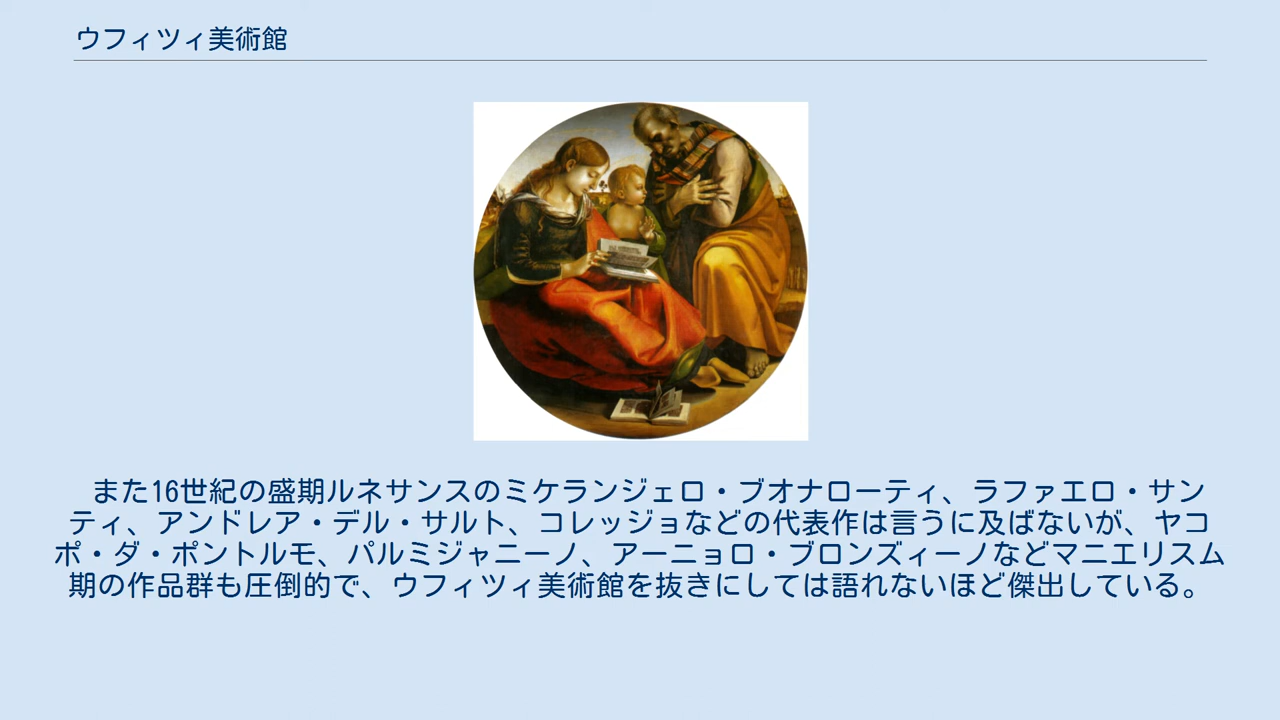 ウフィツィ美術館
また16世紀の盛期ルネサンスのミケランジェロ・ブオナローティ、ラファエロ・サン
ティ、アンドレア・デル・サルト、コレッジョなどの代表作は言うに及ばないが、ヤコ
ポ・ダ・ポントルモ、パルミジャニーノ、アーニョロ・ブロンズィーノなどマニエリスム
期の作品群も圧倒的で、ウフィツィ美術館を抜きにしては語れないほど傑出している。